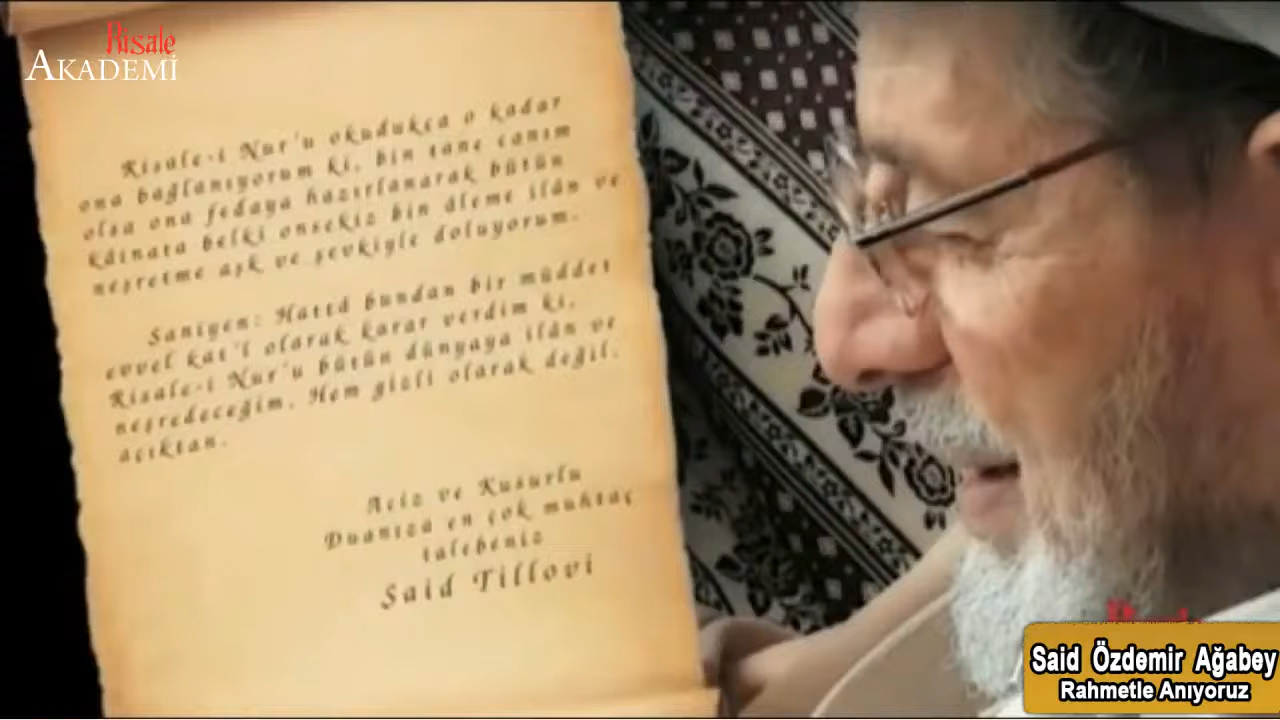 Risale
AKADEMİ
Risale-i Nur'u okudukça o kadar
ona bağlanıyorum ki, bin tane canım
olsa ona fedaya hazırlanarak bütün
kâinata belki onsekiz bin âleme ilân ve
neşretme aşk ve şevkiyle doluyorum.
Saniyen: Hattâ bundan bir müddet
evvel kat'î olarak karar verdim ki,
Risale-i Nur'u bütün dünyaya ilân ve
neşredeceğim. Hem gizli olarak değil,
açıktan.
Aciz ve Kusurlu
Duanıza en çok muhtaç
talebeniz
Said Tillovi
Said Özdemir Ağabey
Rahmetle Anıyoruz